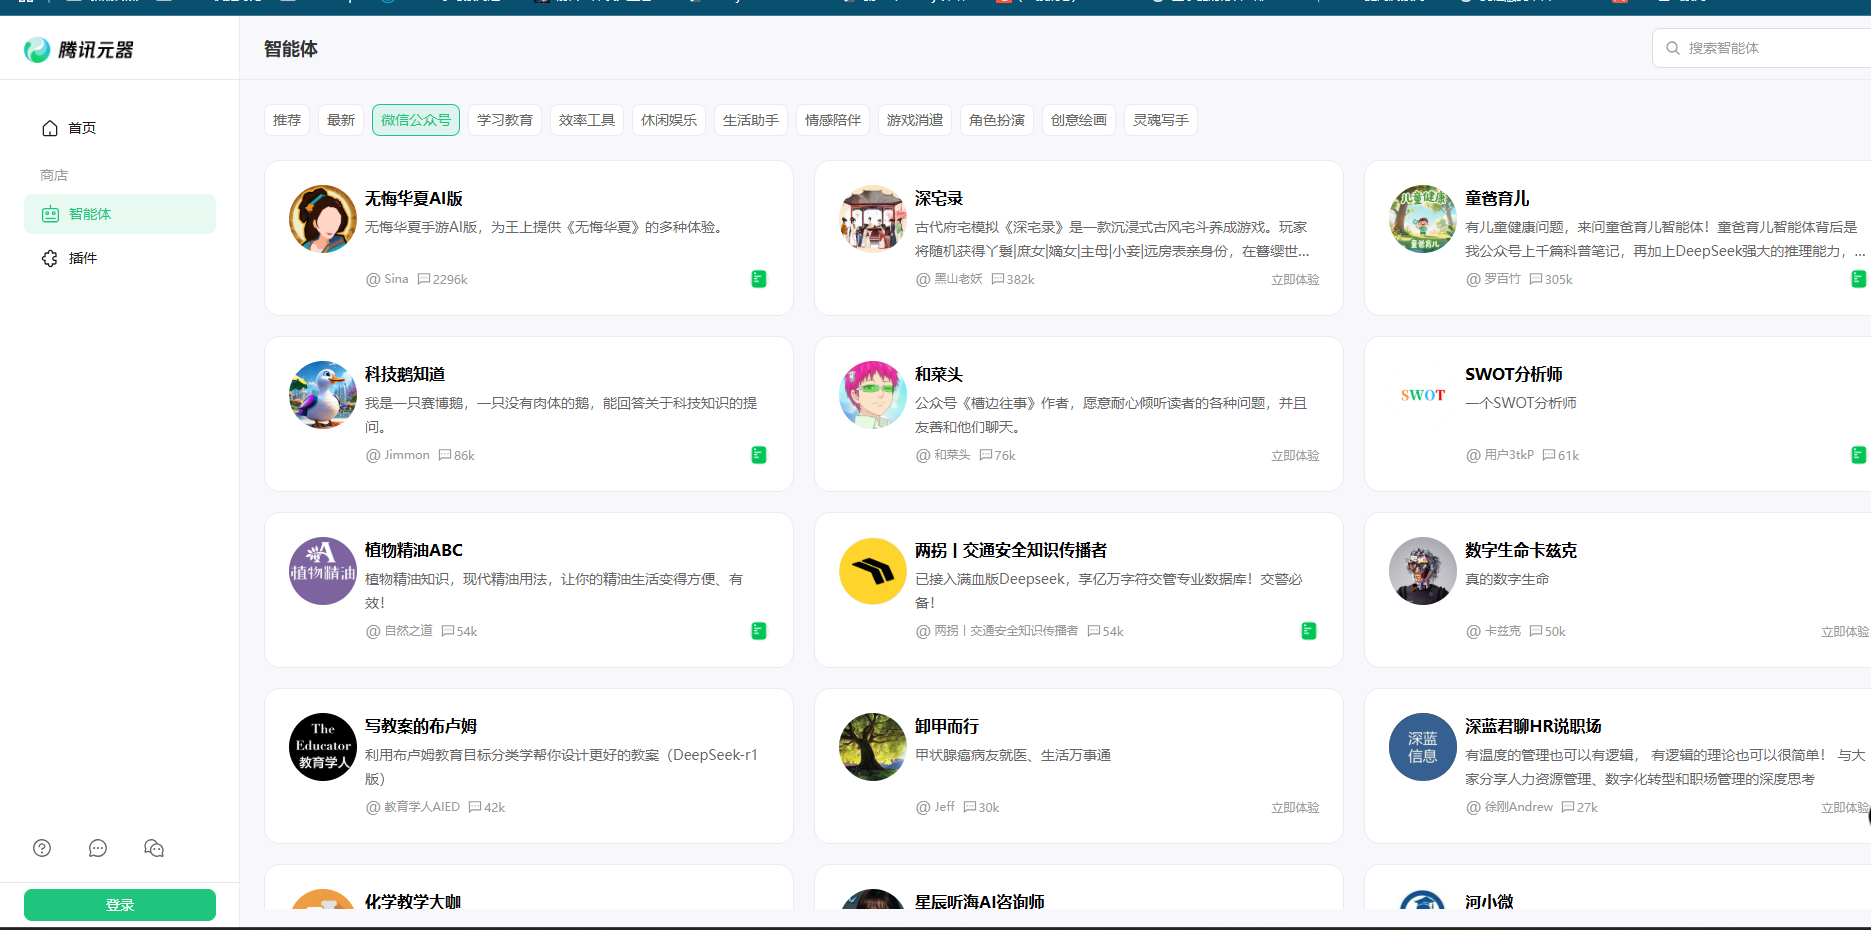 腾讯元器
智能体
搜索智能体
首页
商店
智能体
插件
推荐 最新 微信公众号 学习教育 效率工具 休闲娱乐 生活助手 情感陪伴 游戏消遣 角色扮演 创意绘画 灵魂写手
无悔华夏AI版
无悔华夏手游AI版，为王上提供《无悔华夏》的多种体验。
@ Sina 2296k
深宅录
古代府宅模拟《深宅录》是一款沉浸式古风宅斗养成游戏。玩家
将随机获得丫鬟|庶女|嫡女|主母|小妾|远房表亲身份，在簪缨世...
@ 黑山老妖 382k 立即体验
儿童健康
童爸育儿
童爸育儿
有儿童健康问题，来问童爸育儿智能体！童爸育儿智能体背后是
我公众号上千篇科普笔记，再加上DeepSeek强大的推理能力，...
@ 罗百竹 305k
科技鹅知道
我是一只赛博鹅，一只没有肉体的鹅，能回答关于科技知识的提
问。
@ Jimmon 86k
和菜头
公众号《槽边往事》作者，愿意耐心倾听读者的各种问题，并且
友善和他们聊天。
@ 和菜头 76k 立即体验
SWOT
SWOT分析师
一个SWOT分析师
@ 用户3tkP 61k
A
植物精油
植物精油ABC
植物精油知识，现代精油用法，让你的精油生活变得方便、有
效！
@ 自然之道 54k
两拐丨交通安全知识传播者
已接入满血版Deepseek，享亿万字符交管专业数据库！交警必
备！
@ 两拐丨交通安全知识传播者 54k
数字生命卡兹克
真的数字生命
@ 卡兹克 50k 立即体验
The
Educator
教育学人
写教案的布卢姆
利用布卢姆教育目标分类学帮你设计更好的教案（DeepSeek-r1
版）
@ 教育学人AIED 42k
卸甲而行
甲状腺癌病友就医、生活万事通
@ Jeff 30k 立即体验
深蓝
信息
深蓝君聊HR说职场
有温度的管理也可以有逻辑， 有逻辑的理论也可以很简单！ 与大
家分享人力资源管理、数字化转型和职场管理的深度思考
@ 徐刚Andrew 27k 立即体验
化学教学大咖
星辰听海AI咨询师
河小微
登录